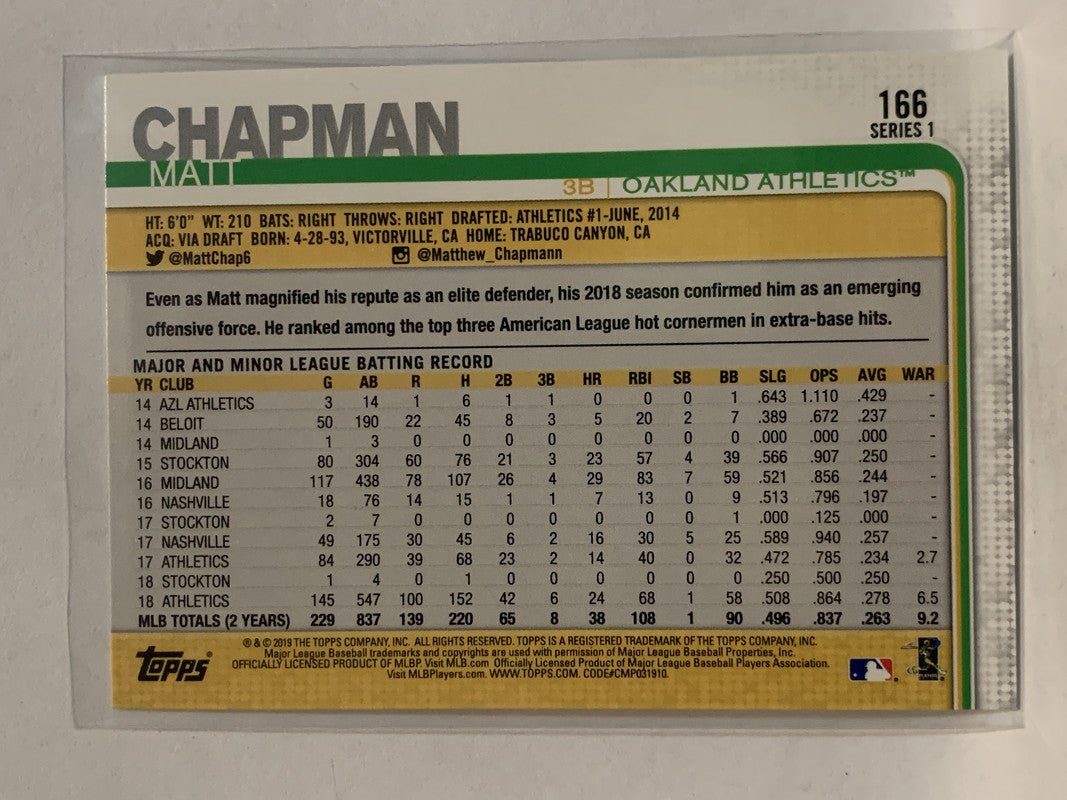 CHAPMAN
MATT
166
SERIES 1
3B | OAKLAND ATHLETICS™
HT: 6'0" WT: 210 BATS: RIGHT THROWS: RIGHT DRAFTED: ATHLETICS #1-JUNE, 2014
ACQ: VIA DRAFT BORN: 4-28-93, VICTORVILLE, CA HOME: TRABUCO CANYON, CA
@MattChap6 @Matthew_Chapmann
Even as Matt magnified his repute as an elite defender, his 2018 season confirmed him as an emerging
offensive force. He ranked among the top three American League hot cornermen in extra-base hits.
MAJOR AND MINOR LEAGUE BATTING RECORD
YR CLUB G AB R H 2B 3B HR RBI SB BB SLG OPS AVG WAR
14 AZL ATHLETICS 3 14 1 6 1 1 0 0 0 1 .643 1.110 .429 -
14 BELOIT 50 190 22 45 8 3 5 20 2 7 .389 .672 .237 -
14 MIDLAND 1 3 0 0 0 0 0 0 0 0 .000 .000 .000 -
15 STOCKTON 80 304 60 76 21 3 23 57 4 39 .566 .907 .250 -
16 MIDLAND 117 438 78 107 26 4 29 83 7 59 .521 .856 .244 -
16 NASHVILLE 18 76 14 15 1 1 7 13 0 9 .513 .796 .197 -
17 STOCKTON 2 7 0 0 0 0 0 0 0 1 .000 .125 .000 -
17 NASHVILLE 49 175 30 45 6 2 16 30 5 25 .589 .940 .257 -
17 ATHLETICS 84 290 39 68 23 2 14 40 0 32 .472 .785 .234 2.7
18 STOCKTON 1 4 0 1 0 0 0 0 0 0 .250 .500 .250 -
18 ATHLETICS 145 547 100 152 42 6 24 68 1 58 .508 .864 .278 6.5
MLB TOTALS (2 YEARS) 229 837 139 220 65 8 38 108 1 90 .496 .837 .263 9.2
® & © 2019 THE TOPPS COMPANY, INC. ALL RIGHTS RESERVED. TOPPS IS A REGISTERED TRADEMARK OF THE TOPPS COMPANY, INC.
Major League Baseball trademarks and copyrights are used with permission of Major League Baseball Properties, Inc.
OFFICIALLY LICENSED PRODUCT OF MLBP. Visit MLB.com Officially Licensed Product of Major League Baseball Players Association.
Visit MLBPlayers.com. WWW.TOPPS.COM. CODE#CMP031910.
Topps®